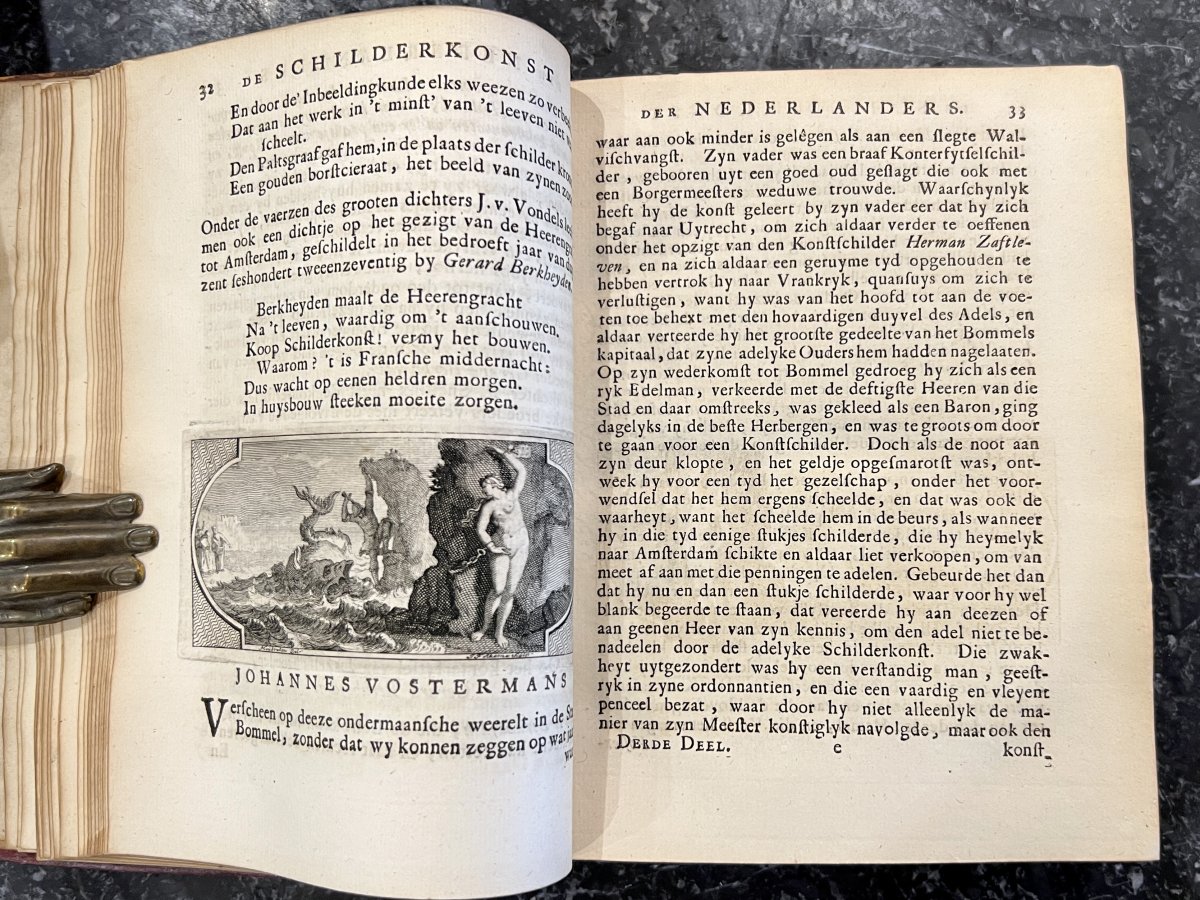 32 DE SCHILDERKONST
En door de' Inbeeldingkunde elks weezen zo
Dat aan het werk in 't minſt' van 't leeven
ſcheelt.
Den Paltsgraaf gaf hem, in de plaats der ſchilder
Een gouden borſtcieraat, het beeld van zynen
Onder de vaerzen des grooten dichters J. v. Vondels
men ook een dichtje op het gezigt van de
tot Amſterdam, geſchildelt in het bedroeft jaar
zent ſeshondert tweeenzeventig by Gerard Berkheyden
Berkheyden maalt de Heerengracht
Na 't leeven, waardig om 't aanſchouwen.
Koop Schilderkonſt! vermy het bouwen.
Waarom? 't is Franſche middernacht:
Dus wacht op eenen heldren morgen.
In huysbouw ſteeken moeite zorgen.
JOHANNES VOSTERMANS
Verſcheen op deeze ondermaanſche weerelt in de
Bommel, zonder dat wy konnen zeggen op wat
DER NEDERLANDERS. 33
waar aan ook minder is gelêgen als aan een ſlegte Wal-
viſchvangſt. Zyn vader was een braaf Konterfytſelſchil-
der, gebooren uyt een goed oud geſlagt die ook met
een Borgermeeſters weduwe trouwde. Waarſchynlyk
heeft hy de konſt geleert by zyn vader eer dat hy zich
begaf naar Uytrecht, om zich aldaar verder te oeffenen
onder het opzigt van den Konſtſchilder Herman Zaftle-
ven, en na zich aldaar een geruyme tyd opgehouden te
hebben vertrok hy naar Vrankryk, quanſuys om zich te
verluſtigen, want hy was van het hoofd tot aan de voe-
ten toe behext met den hovaardigen duyvel des Adels, en
aldaar verteerde hy het grootſte gedeelte van het Bommels
kapitaal, dat zyne adelyke Ouders hem hadden nagelaaten.
Op zyn wederkomſt tot Bommel gedroeg hy zich als een
ryk Edelman, verkeerde met de deftigſte Heeren van die
Stad en daar omſtreeks, was gekleed als een Baron, ging
dagelyks in de beſte Herbergen, en was te groots om door
te gaan voor een Konſtſchilder. Doch als de noot aan
zyn deur klopte, en het geldje opgeſmarotſt was, ont-
week hy voor een tyd het gezelſchap, onder het voor-
wendſel dat het hem ergens ſcheelde, en dat was ook de
waarheyt, want het ſcheelde hem in de beurs, als wanneer
hy in die tyd eenige ſtukjes ſchilderde, die hy heymelyk
naar Amſterdam ſchikte en aldaar liet verkoopen, om van
meet af aan met die penningen te adelen. Gebeurde het dan
dat hy nu en dan een ſtukje ſchilderde, waar voor hy wel
blank begeerde te ſtaan, dat vereerde hy aan deezen of
aan geenen Heer van zyn kennis, om den adel niet te be-
nadeelen door de adelyke Schilderkonſt. Die zwak-
heyt uytgezondert was hy een verſtandig man, geeſt-
ryk in zyne ordonnantien, en die een vaardig en vleyent
penceel bezat, waar door hy niet alleenlyk de ma-
nier van zyn Meeſter konſtiglyk navolgde, maar ook den
DERDE DEEL. e konſt-